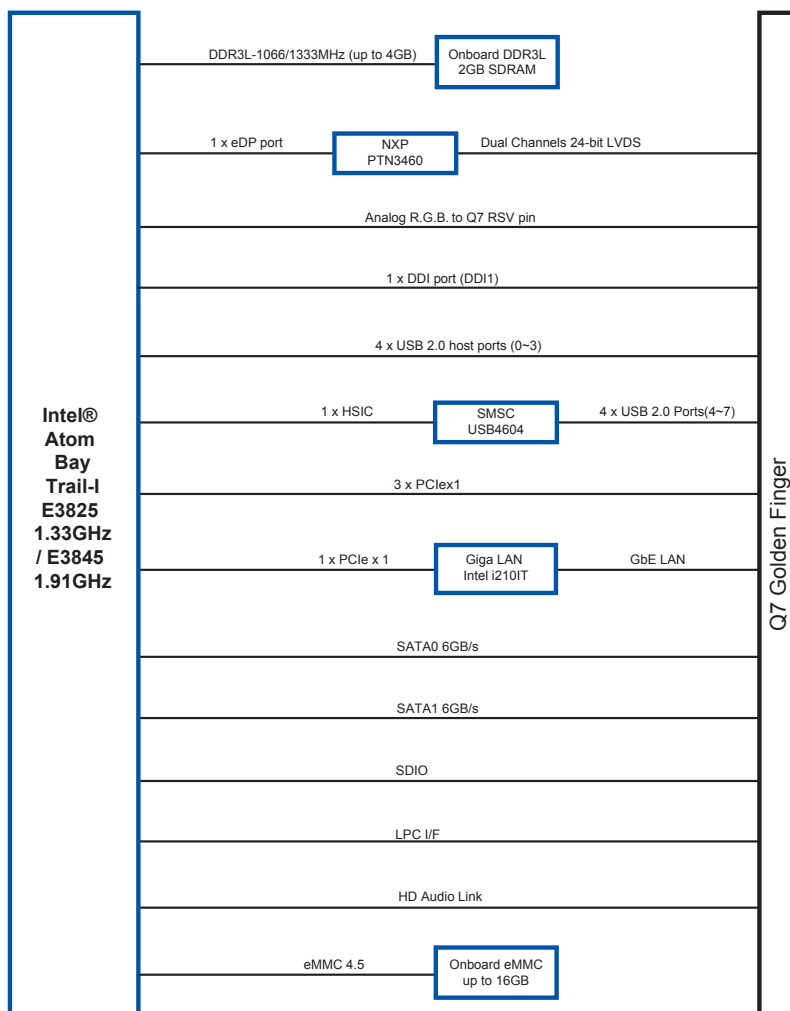 DDR3L-1066/1333MHz (up to 4GB)
Onboard DDR3L
2GB SDRAM
1 x eDP port
NXP
PTN3460
Dual Channels 24-bit LVDS
Analog R.G.B. to Q7 RSV pin
1 x DDI port (DDI1)
4 x USB 2.0 host ports (0~3)
Intel®
Atom
Bay
Trail-I
E3825
1.33GHz
/ E3845
1.91GHz
1 x HSIC
SMSC
USB4604
4 x USB 2.0 Ports(4~7)
3 x PCIex1
1 x PCIe x 1
Giga LAN
Intel i210IT
GbE LAN
Q7 Golden Finger
SATA0 6GB/s
SATA1 6GB/s
SDIO
LPC I/F
HD Audio Link
eMMC 4.5
Onboard eMMC
up to 16GB